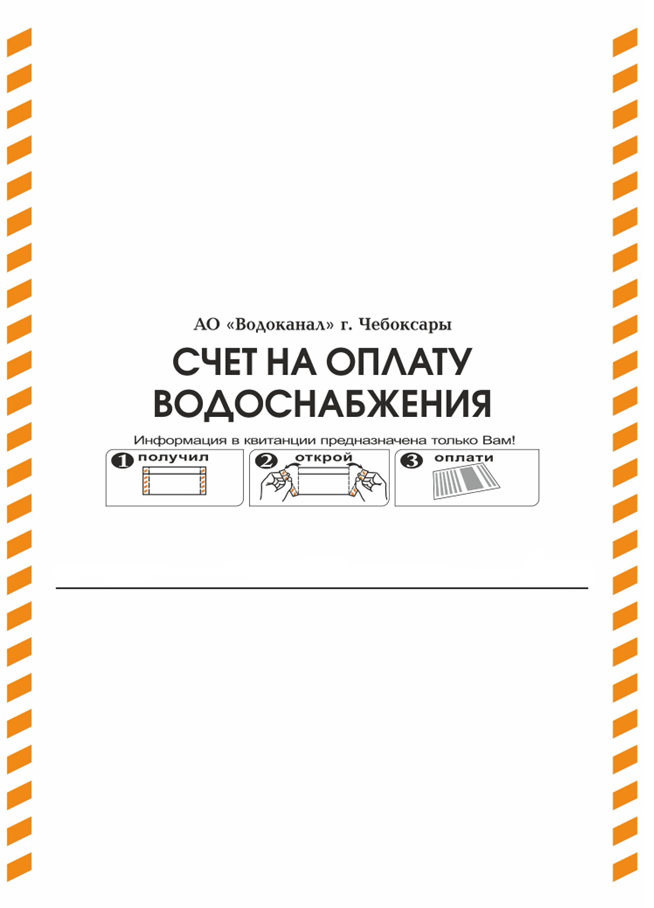 АО «Водоканал» г. Чебоксары
СЧЕТ НА ОПЛАТУ
ВОДОСНАБЖЕНИЯ
Информация в квитанции предназначена только Вам!
1 получил 2 открой 3 оплати